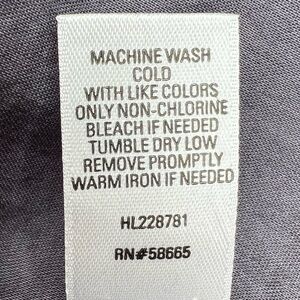 MACHINE WASH
COLD
WITH LIKE COLORS
ONLY NON-CHLORINE
BLEACH IF NEEDED
TUMBLE DRY LOW
REMOVE PROMPTLY
WARM IRON IF NEEDED
HL228781
RN#58665